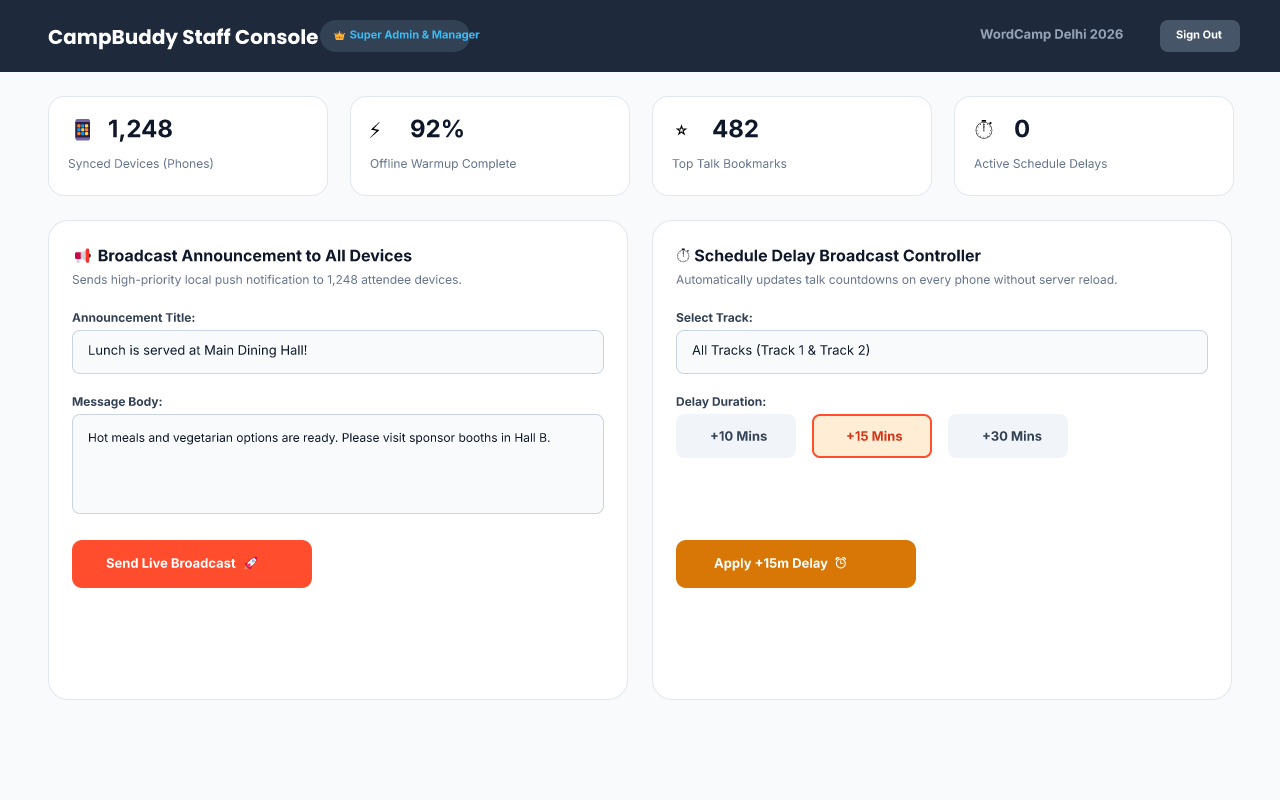 CampBuddy Staff Console
👑 Super Admin & Manager
WordCamp Delhi 2026
Sign Out
📱 1,248
Synced Devices (Phones)
⚡ 92%
Offline Warmup Complete
⭐ 482
Top Talk Bookmarks
⏱ 0
Active Schedule Delays
📢 Broadcast Announcement to All Devices
Sends high-priority local push notification to 1,248 attendee devices.
Announcement Title:
Lunch is served at Main Dining Hall!
Message Body:
Hot meals and vegetarian options are ready. Please visit sponsor booths in Hall B.
Send Live Broadcast 🚀
⏱ Schedule Delay Broadcast Controller
Automatically updates talk countdowns on every phone without server reload.
Select Track:
All Tracks (Track 1 & Track 2)
Delay Duration:
+10 Mins
+15 Mins
+30 Mins
Apply +15m Delay ⏰